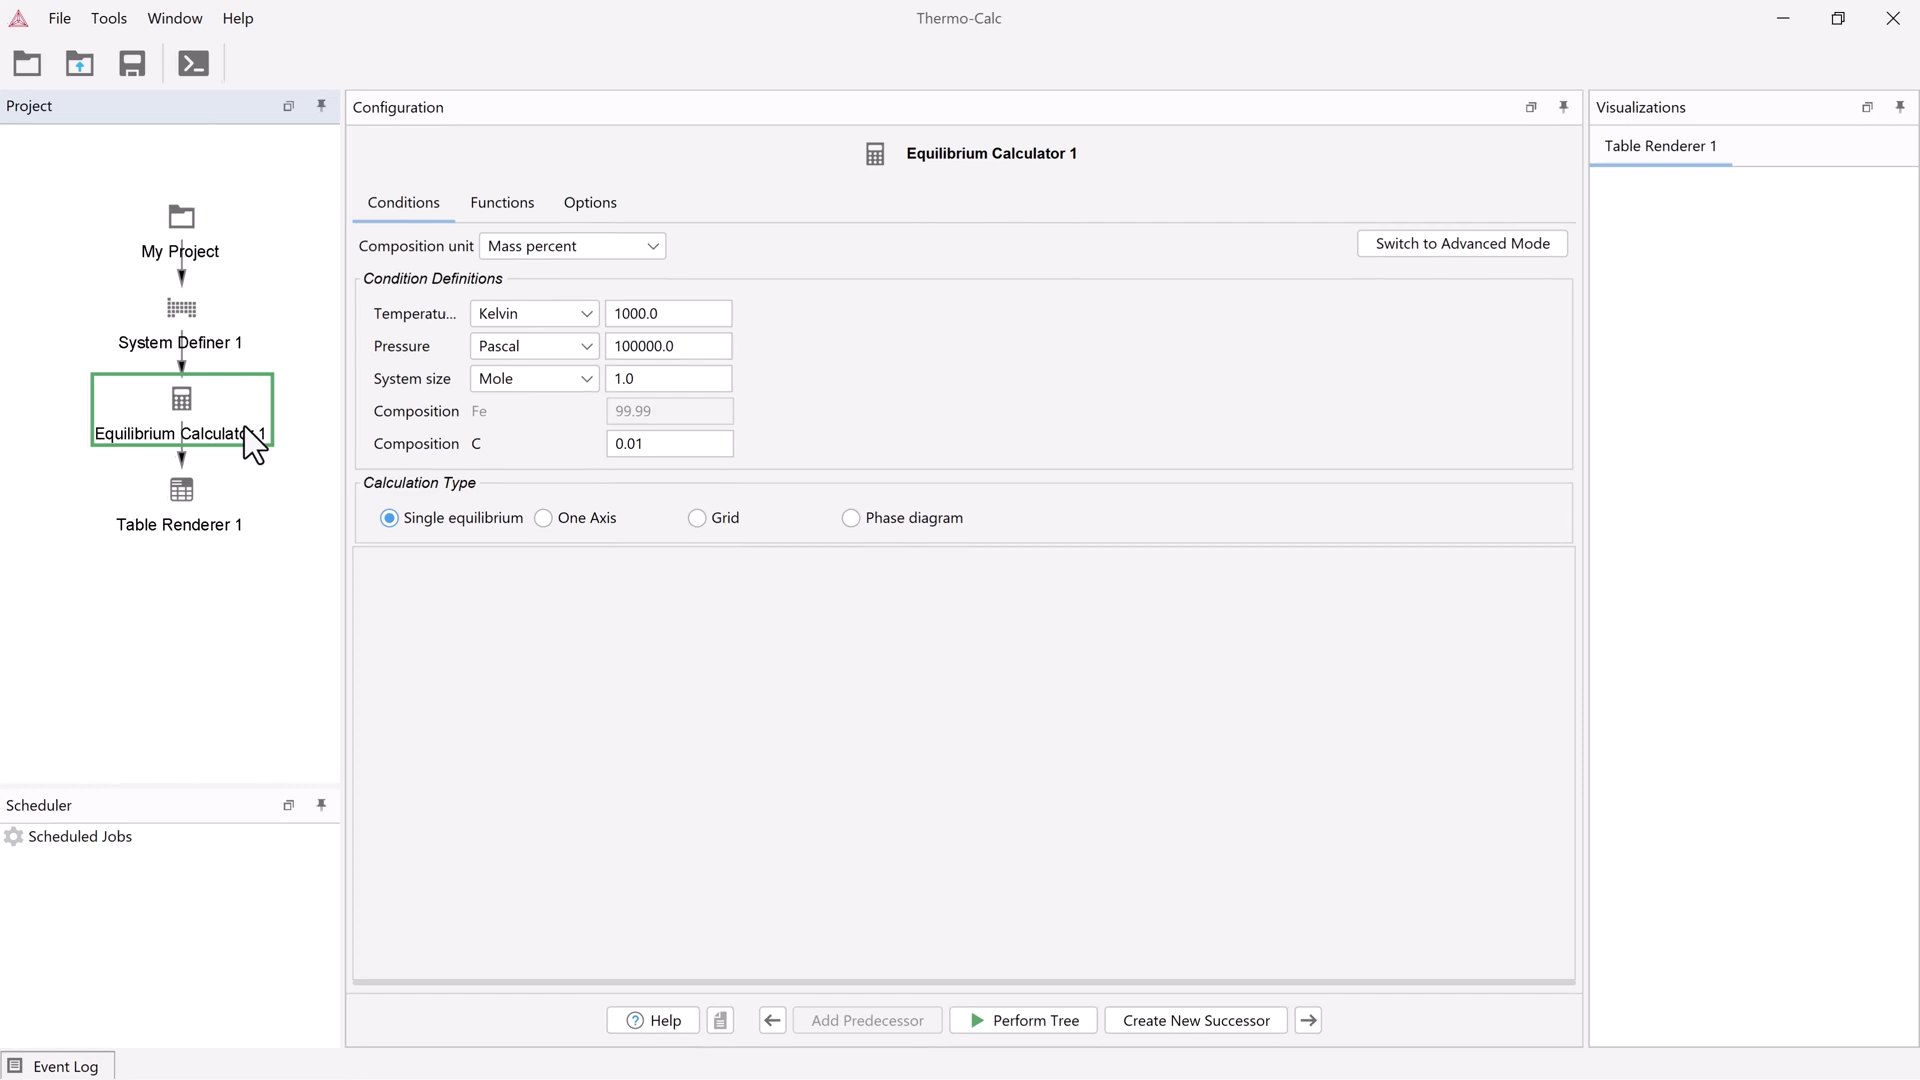 File Tools Window Help
Thermo-Calc
Project
Configuration
Visualizations
Equilibrium Calculator 1
Table Renderer 1
Conditions Functions Options
Composition unit Mass percent
Switch to Advanced Mode
Condition Definitions
Temperatu... Kelvin 1000.0
Pressure Pascal 100000.0
System size Mole 1.0
Composition Fe 99.99
Composition C 0.01
Calculation Type
Single equilibrium One Axis Grid Phase diagram
My Project
System Definer 1
Equilibrium Calculator 1
Table Renderer 1
Scheduler
Scheduled Jobs
Help
Add Predecessor
Perform Tree
Create New Successor
Event Log